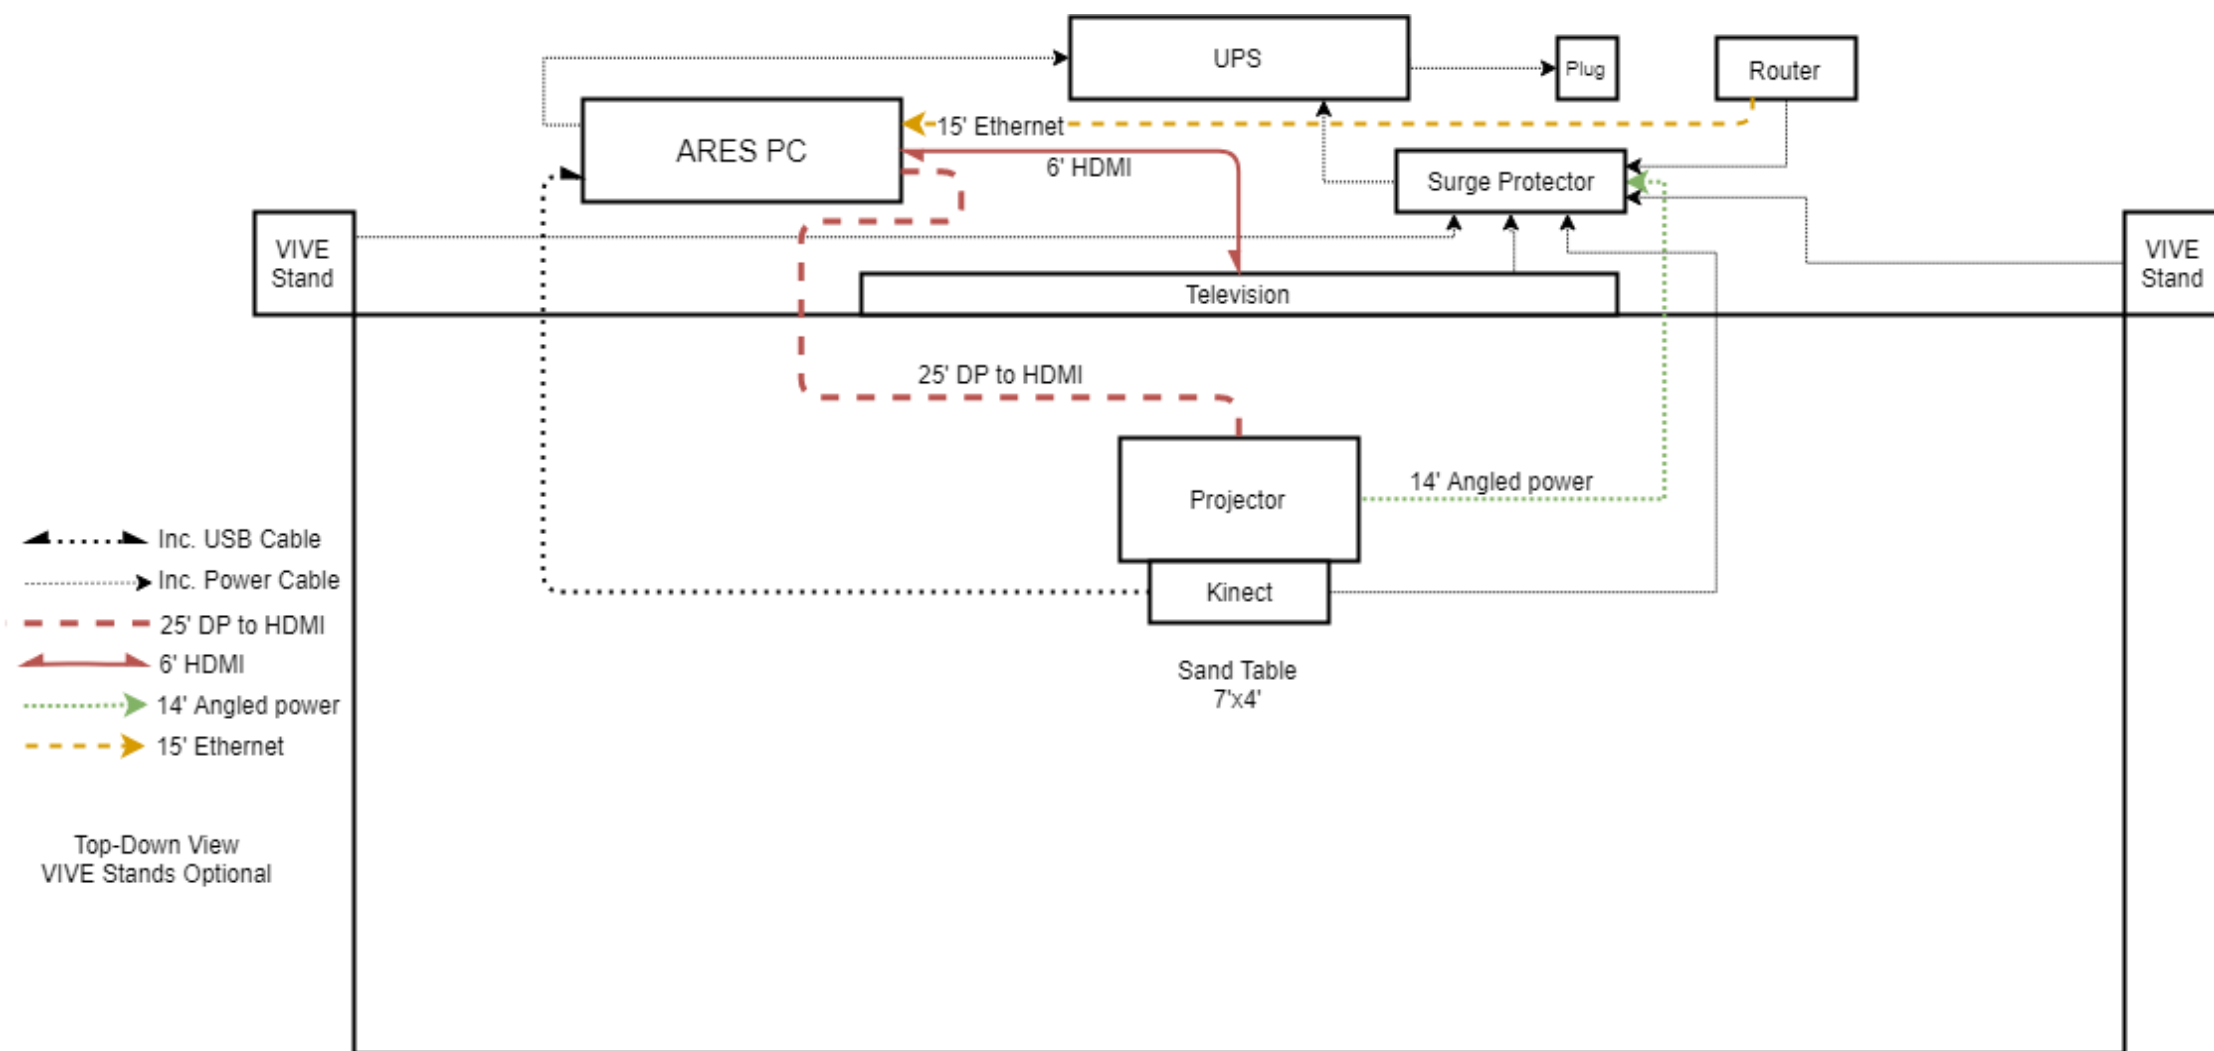 UPS
Plug
Router
15' Ethernet
ARES PC
6' HDMI
Surge Protector
VIVE
Stand
VIVE
Stand
Television
25' DP to HDMI
Projector
14' Angled power
Kinect
Inc. USB Cable
Inc. Power Cable
25' DP to HDMI
6' HDMI
14' Angled power
15' Ethernet
Sand Table
7'x4'
Top-Down View
VIVE Stands Optional